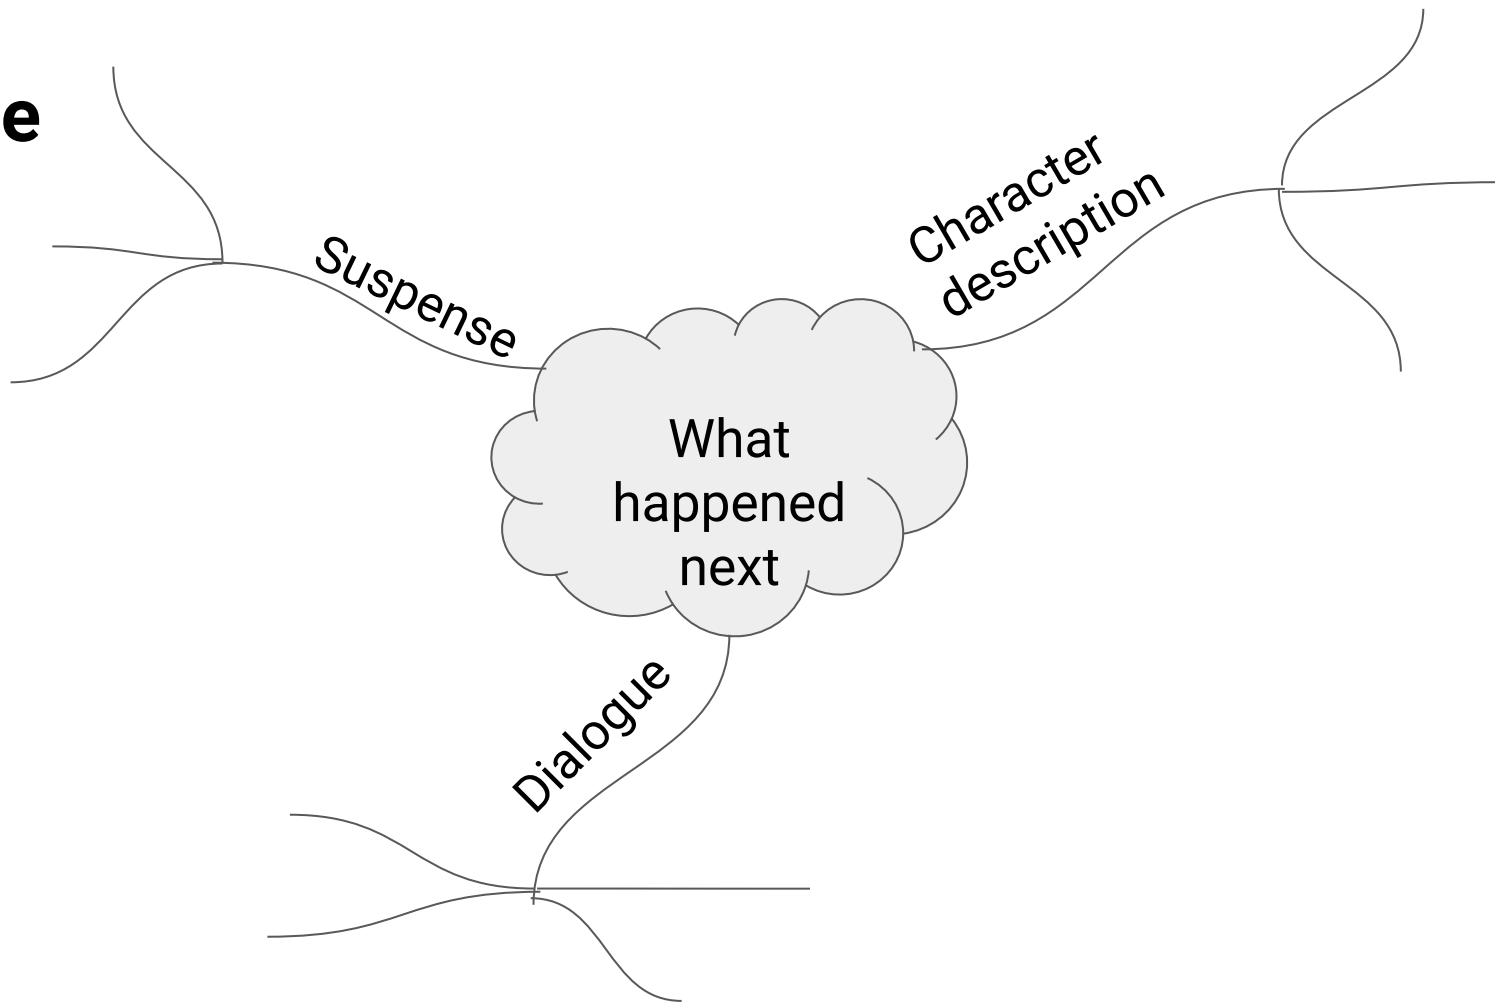 e
Suspense
Character
description
What
happened
next
Dialogue